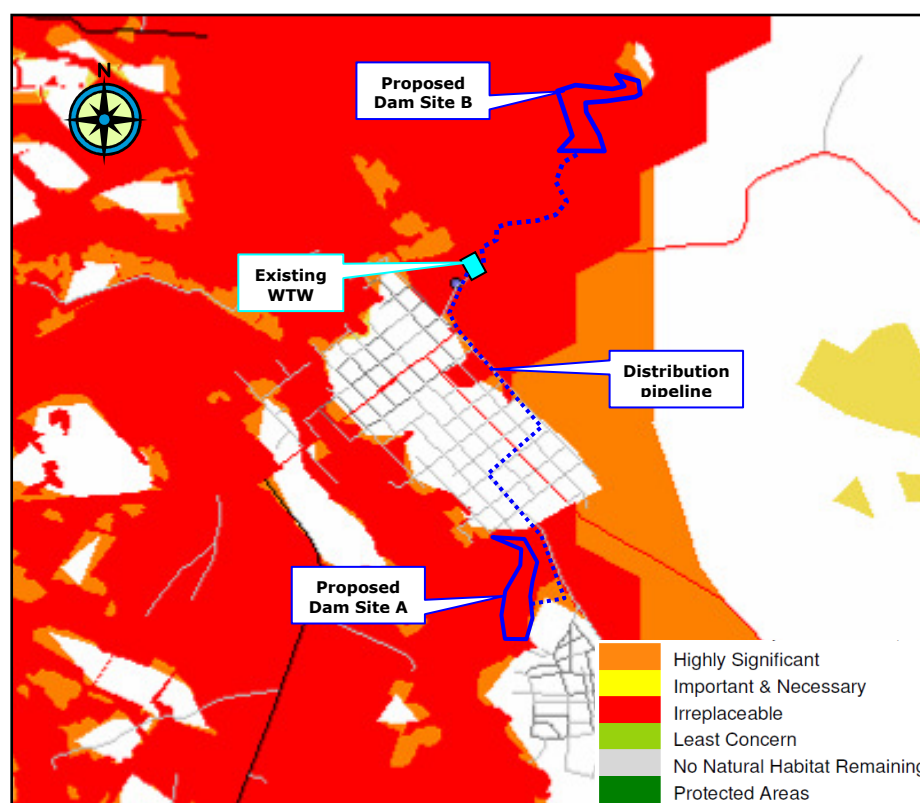 N
Proposed
Dam Site B
Existing
WTW
Distribution
pipeline
Proposed
Dam Site A
Highly Significant
Important & Necessary
Irreplaceable
Least Concern
No Natural Habitat Remaining
Protected Areas